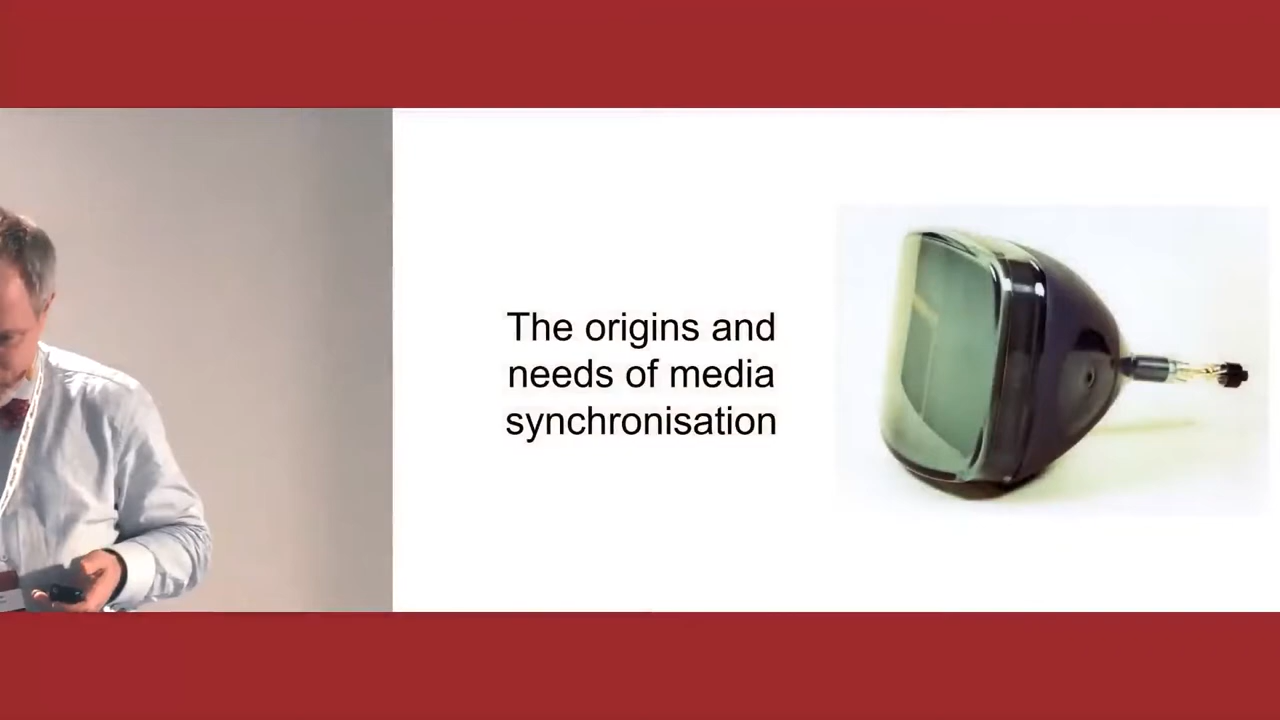 The origins and
needs of media
synchronisation